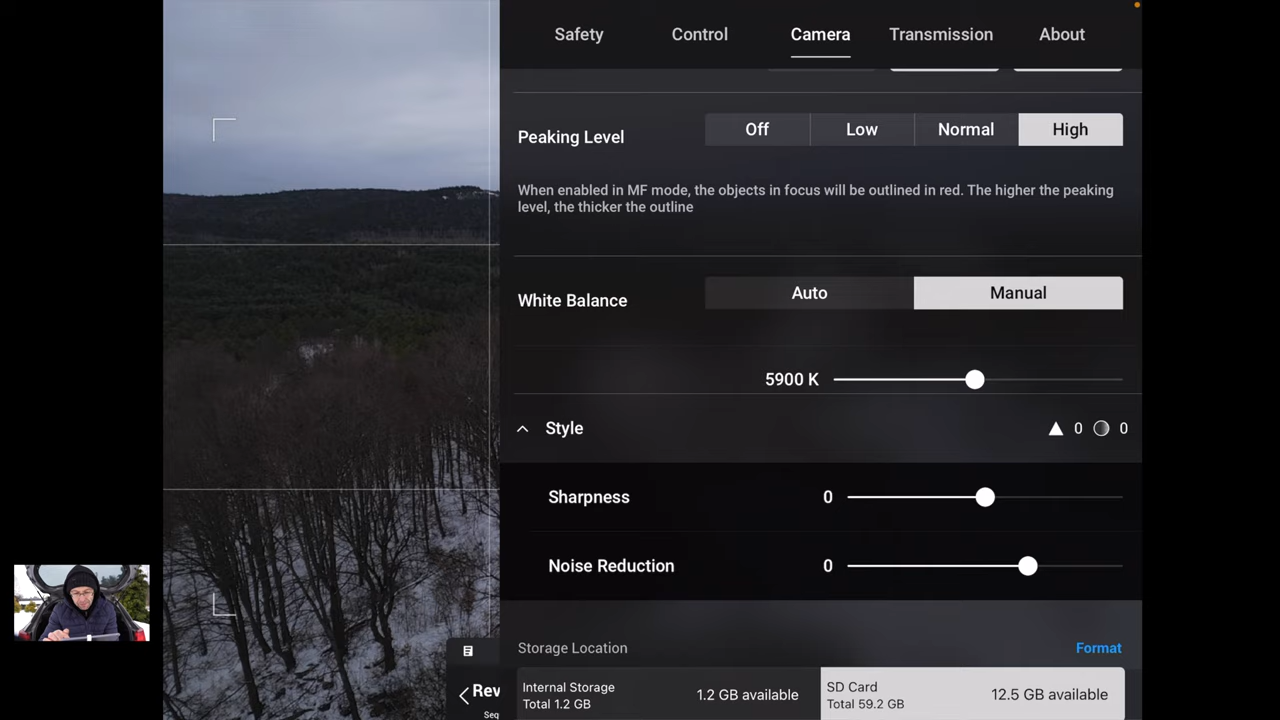 Safety Control Camera Transmission About
Peaking Level Off Low Normal High
When enabled in MF mode, the objects in focus will be outlined in red. The higher the peaking
level, the thicker the outline
White Balance Auto Manual
5900 K
Style 0 0
Sharpness 0
Noise Reduction 0
Storage Location Format
Internal Storage
Total 1.2 GB
1.2 GB available
SD Card
Total 59.2 GB
12.5 GB available
Rev
Seq